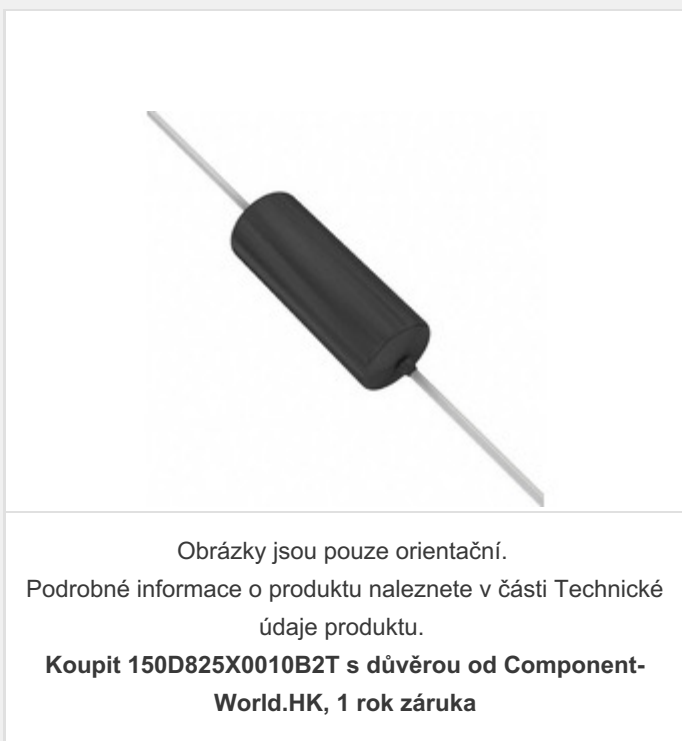 Obrázky jsou pouze orientační.
Podrobné informace o produktu naleznete v části Technické
údaje produktu.
Koupit 150D825X0010B2T s důvěrou od Component-
World.HK, 1 rok záruka